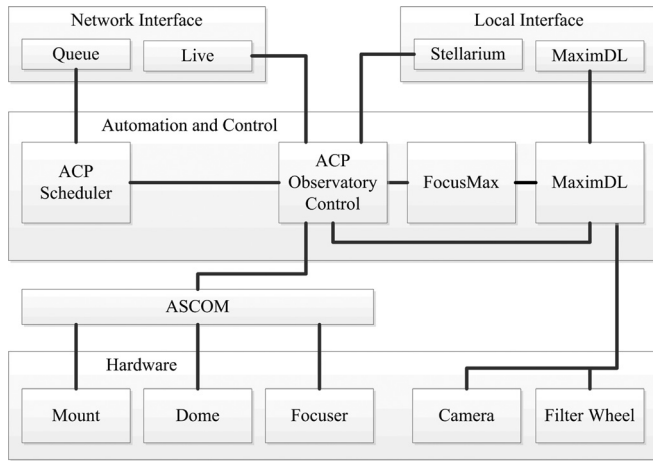 Network Interface
Local Interface
Queue
Live
Stellarium
MaximDL
Automation and Control
ACP
Scheduler
ACP
Observatory
Control
FocusMax
MaximDL
ASCOM
Hardware
Mount
Dome
Focuser
Camera
Filter Wheel